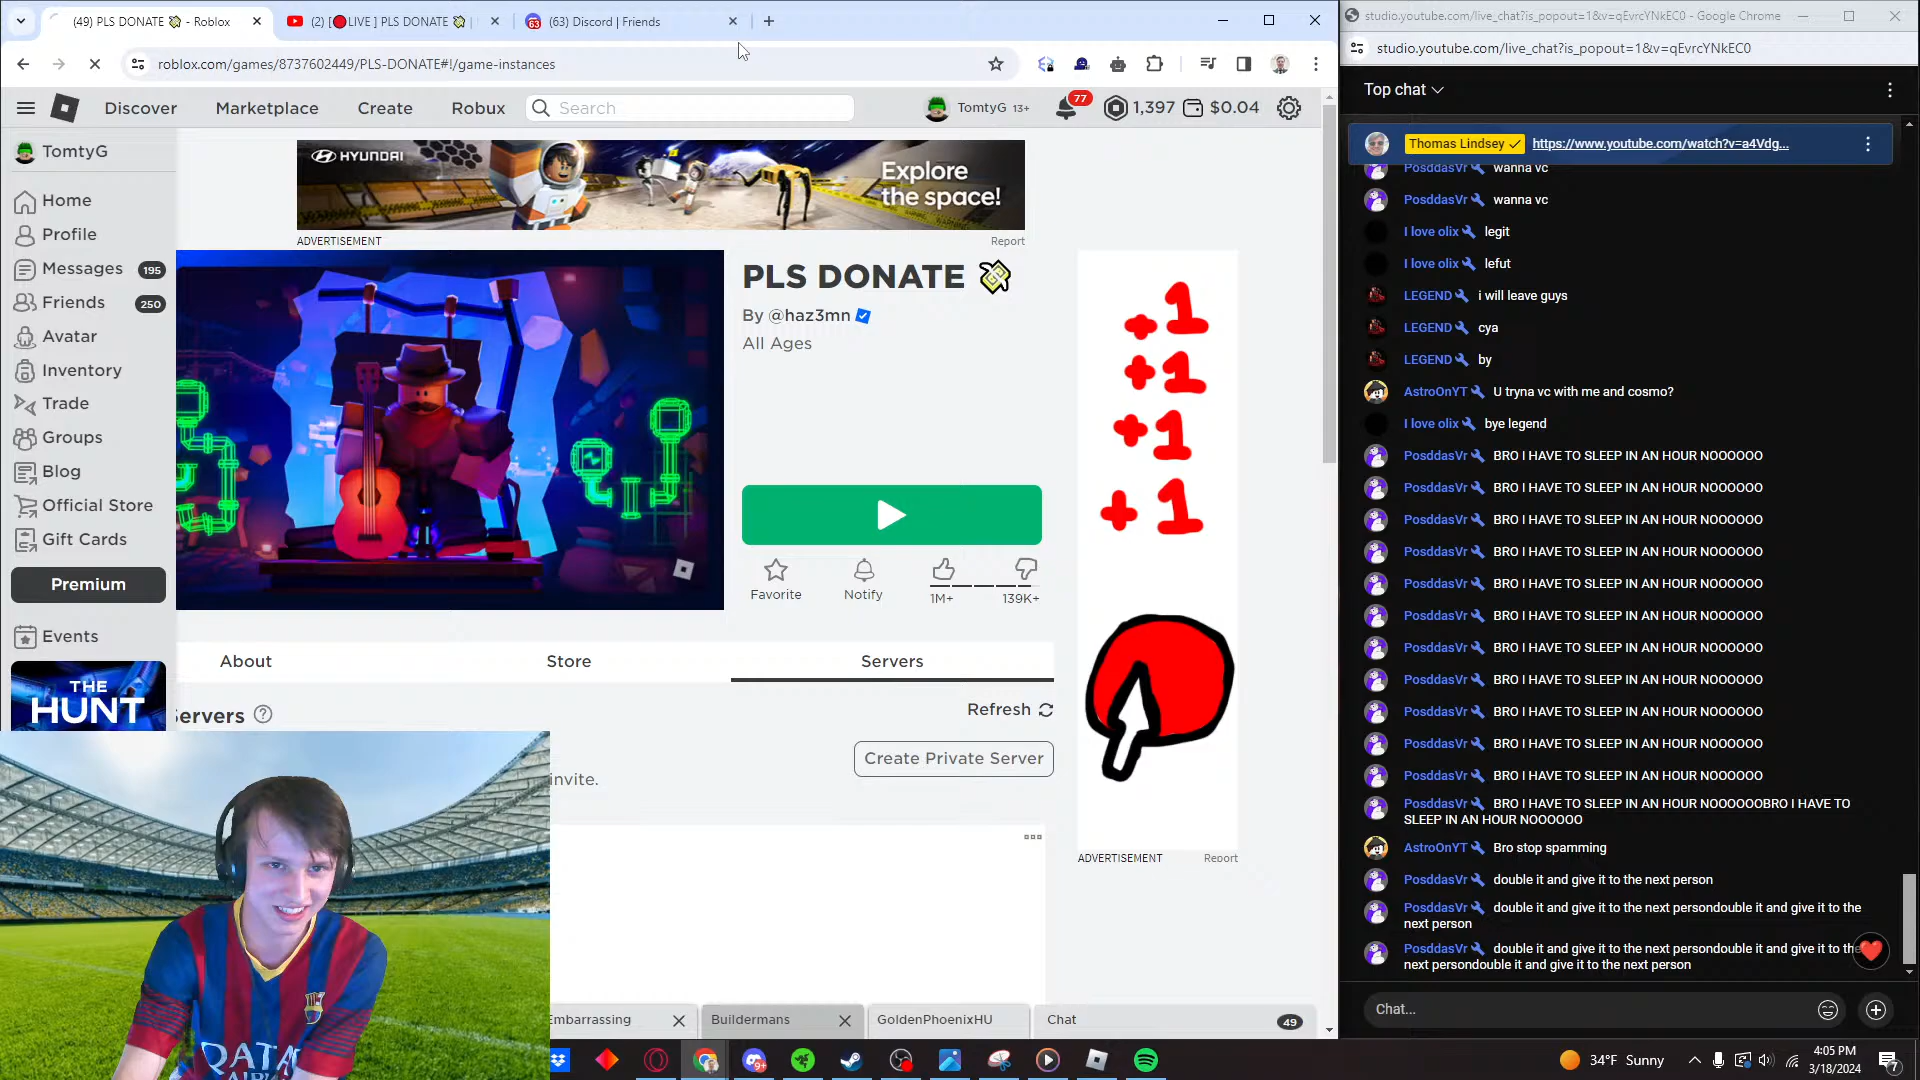 (49) PLS DONATE 💸 - Roblox
(2) [🔴LIVE ] PLS DONATE 💸
(63) Discord | Friends
studio.youtube.com/live_chat?is_popout=1&v=qEvrcYNkEC0 - Google Chrome
roblox.com/games/8737602449/PLS-DONATE#!/game-instances
studio.youtube.com/live_chat?is_popout=1&v=qEvrcYNkEC0
Discover
Marketplace
Create
Robux
Search
TomtyG 13+
77
1,397
$0.04
TomtyG
Home
Profile
Messages 195
Friends 250
Avatar
Inventory
Trade
Groups
Blog
Official Store
Gift Cards
Premium
Events
THE
HUNT
HYUNDAI
Explore
the space!
ADVERTISEMENT
Report
PLS DONATE 💸
By @haz3mn
All Ages
Favorite
Notify
1M+
139K+
About
Store
Servers
ervers
Refresh
Create Private Server
invite.
+1
+1
+1
+1
ADVERTISEMENT
Report
QATA
Embarrassing
Buildermans
GoldenPhoenixHU
Chat
49
Top chat
Thomas Lindsey https://www.youtube.com/watch?v=a4Vdg...
PosddasVr wanna vc
PosddasVr wanna vc
I love olix legit
I love olix lefut
LEGEND i will leave guys
LEGEND cya
LEGEND by
AstroOnYT U tryna vc with me and cosmo?
I love olix bye legend
PosddasVr BRO I HAVE TO SLEEP IN AN HOUR NOOOOOO
PosddasVr BRO I HAVE TO SLEEP IN AN HOUR NOOOOOO
PosddasVr BRO I HAVE TO SLEEP IN AN HOUR NOOOOOO
PosddasVr BRO I HAVE TO SLEEP IN AN HOUR NOOOOOO
PosddasVr BRO I HAVE TO SLEEP IN AN HOUR NOOOOOO
PosddasVr BRO I HAVE TO SLEEP IN AN HOUR NOOOOOO
PosddasVr BRO I HAVE TO SLEEP IN AN HOUR NOOOOOO
PosddasVr BRO I HAVE TO SLEEP IN AN HOUR NOOOOOO
PosddasVr BRO I HAVE TO SLEEP IN AN HOUR NOOOOOO
PosddasVr BRO I HAVE TO SLEEP IN AN HOUR NOOOOOO
PosddasVr BRO I HAVE TO SLEEP IN AN HOUR NOOOOOO
PosddasVr BRO I HAVE TO SLEEP IN AN HOUR NOOOOOOBRO I HAVE TO
SLEEP IN AN HOUR NOOOOOO
AstroOnYT Bro stop spamming
PosddasVr double it and give it to the next person
PosddasVr double it and give it to the next persondouble it and give it to the
next person
PosddasVr double it and give it to the next persondouble it and give it to the
next persondouble it and give it to the next person
Chat...
34°F Sunny
4:05 PM
3/18/2024